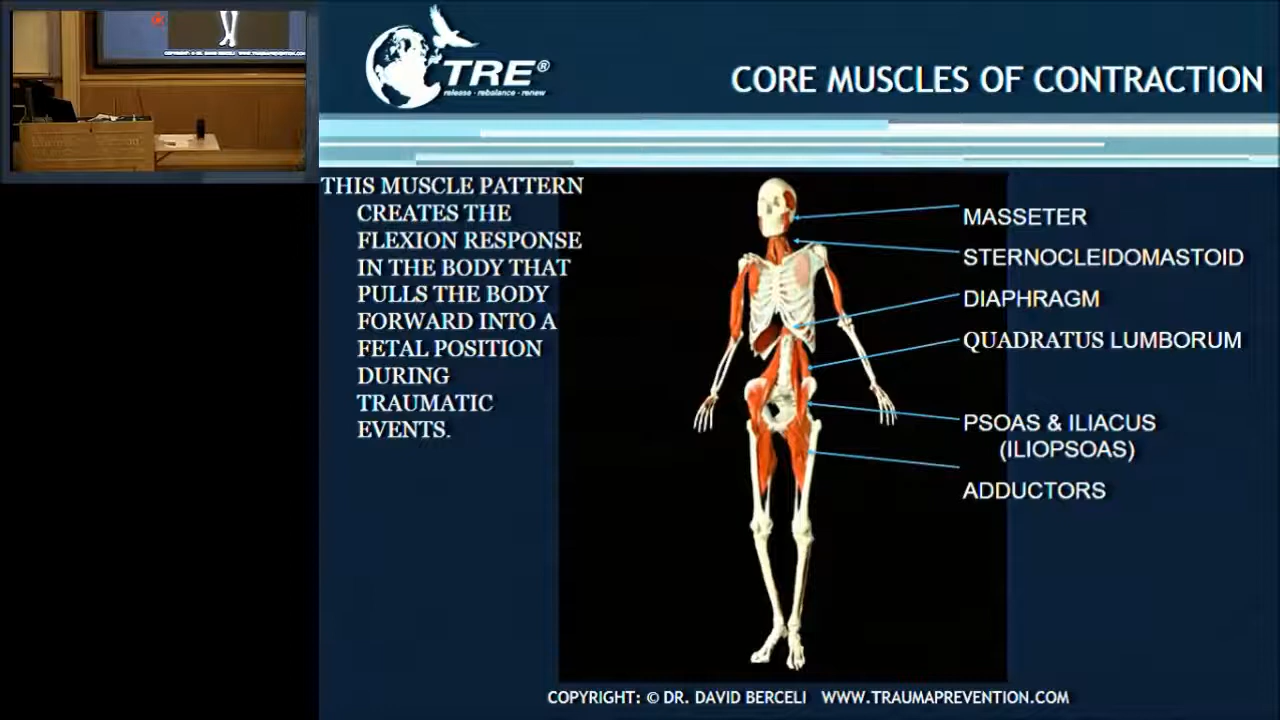 TRE®
release · rebalance · renew
CORE MUSCLES OF CONTRACTION
THIS MUSCLE PATTERN
CREATES THE
FLEXION RESPONSE
IN THE BODY THAT
PULLS THE BODY
FORWARD INTO A
FETAL POSITION
DURING
TRAUMATIC
EVENTS.
MASSETER
STERNOCLEIDOMASTOID
DIAPHRAGM
QUADRATUS LUMBORUM
PSOAS & ILIACUS
(ILIOPSOAS)
ADDUCTORS
COPYRIGHT: © DR. DAVID BERCELI WWW.TRAUMAPREVENTION.COM